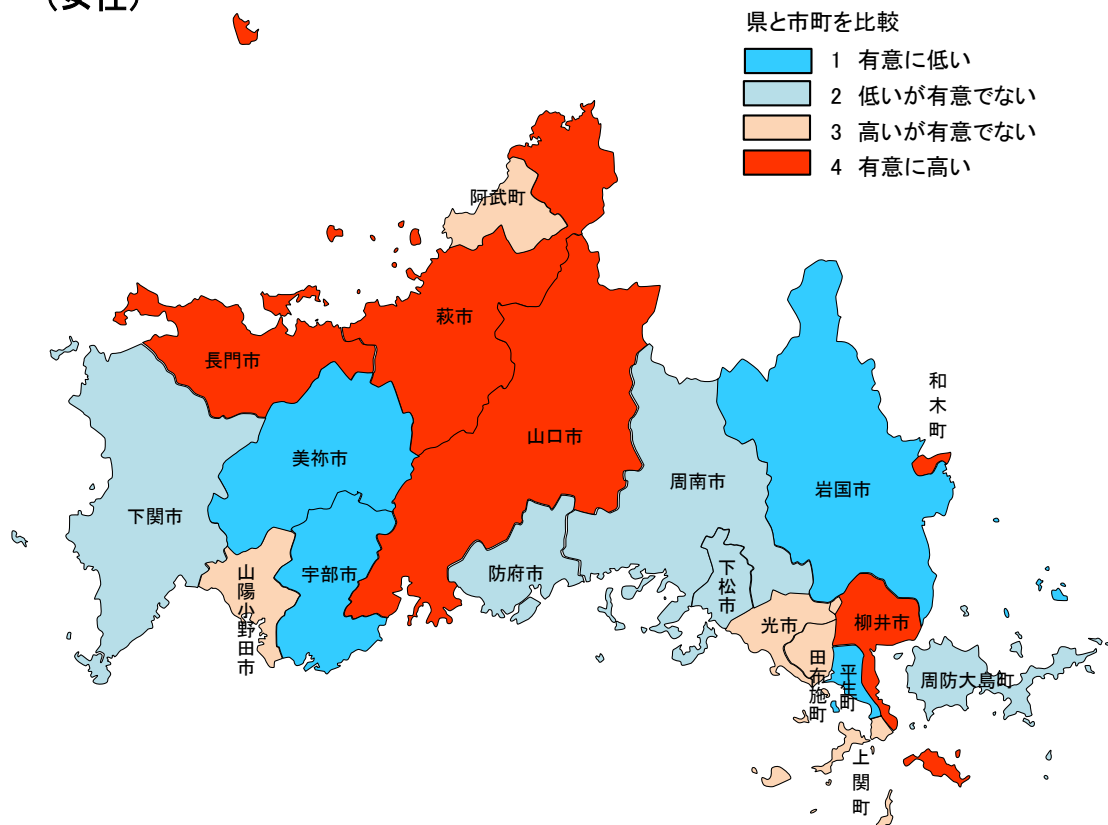 （女性）
県と市町を比較
1 有意に低い
2 低いが有意でない
3 高いが有意でない
4 有意に高い
阿武町
萩市
長門市
和木町
山口市
美祢市
周南市
岩国市
下関市
宇部市
防府市
山陽小野田市
下松市
光市
柳井市
田布施町
平生町
周防大島町
上関町